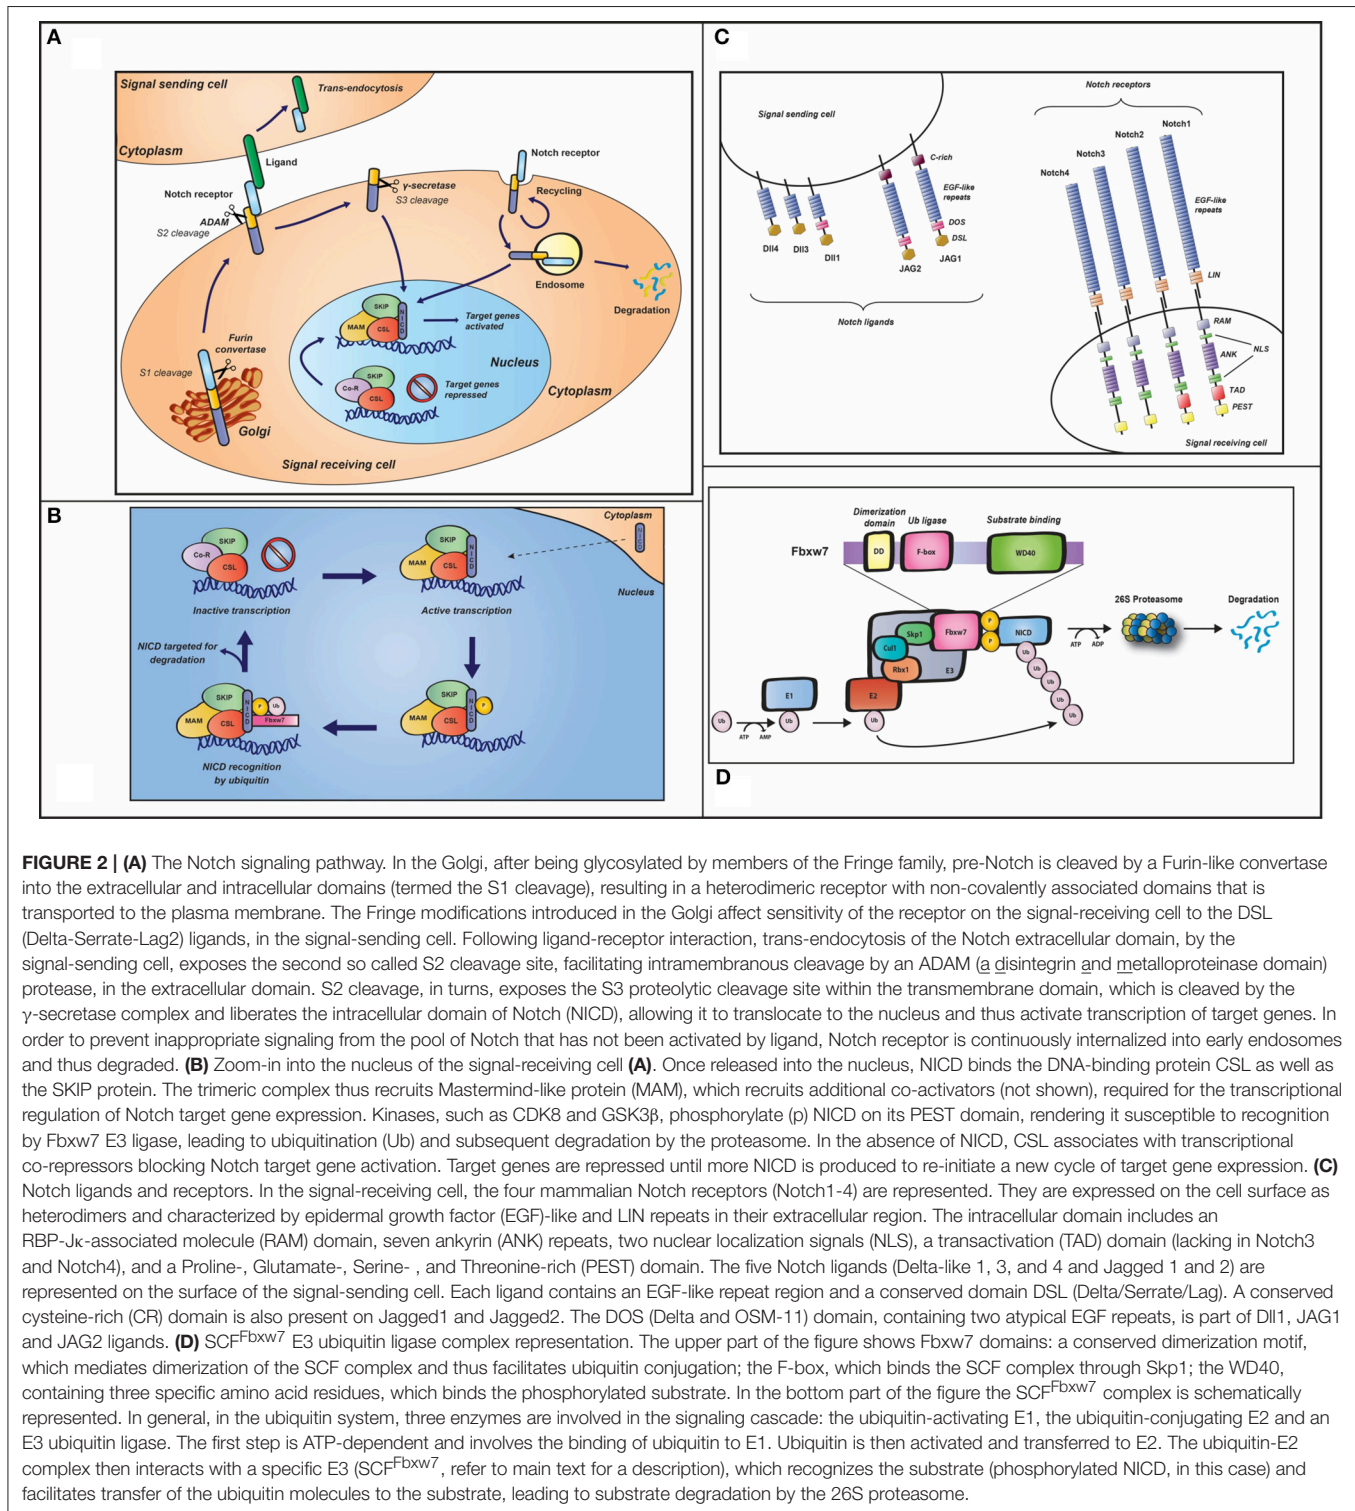 A
Signal sending cell
Trans-endocytosis
Cytoplasm
Ligand
Notch receptor
ADAM
S2 cleavage
γ-secretase
S3 cleavage
Notch receptor
Recycling
Endosome
Degradation
SKIP
MAM
CSL
NICD
Target genes
activated
Nucleus
Furin
convertase
S1 cleavage
SKIP
Co-R
CSL
Target genes
repressed
Cytoplasm
Golgi
Signal receiving cell
B
Cytoplasm
NICD
Nucleus
SKIP
Co-R
CSL
Inactive transcription
SKIP
MAM
CSL
NICD
Active transcription
NICD targeted for
degradation
SKIP
MAM
CSL
NICD
P
Ub
Fbxw7
NICD recognition
by ubiquitin
SKIP
MAM
CSL
NICD
P
C
Signal sending cell
Notch receptors
Notch1
Notch2
Notch3
Notch4
C-rich
EGF-like
repeats
DOS
DSL
Dll4
Dll3
Dll1
JAG2
JAG1
Notch ligands
EGF-like
repeats
LIN
RAM
NLS
ANK
TAD
PEST
Signal receiving cell
D
Dimerization
domain
Ub ligase
Substrate binding
Fbxw7
DD
F-box
WD40
26S Proteasome
Degradation
Skp1
Fbxw7
P
P
NICD
Cul1
Rbx1
E3
ATP
ADP
E1
E2
Ub
Ub
Ub
Ub
Ub
Ub
Ub
Ub
ATP
AMP
FIGURE 2 | (A) The Notch signaling pathway. In the Golgi, after being glycosylated by members of the Fringe family, pre-Notch is cleaved by a Furin-like convertase
into the extracellular and intracellular domains (termed the S1 cleavage), resulting in a heterodimeric receptor with non-covalently associated domains that is
transported to the plasma membrane. The Fringe modifications introduced in the Golgi affect sensitivity of the receptor on the signal-receiving cell to the DSL
(Delta-Serrate-Lag2) ligands, in the signal-sending cell. Following ligand-receptor interaction, trans-endocytosis of the Notch extracellular domain, by the
signal-sending cell, exposes the second so called S2 cleavage site, facilitating intramembranous cleavage by an ADAM (a disintegrin and metalloproteinase domain)
protease, in the extracellular domain. S2 cleavage, in turns, exposes the S3 proteolytic cleavage site within the transmembrane domain, which is cleaved by the
γ-secretase complex and liberates the intracellular domain of Notch (NICD), allowing it to translocate to the nucleus and thus activate transcription of target genes. In
order to prevent inappropriate signaling from the pool of Notch that has not been activated by ligand, Notch receptor is continuously internalized into early endosomes
and thus degraded. (B) Zoom-in into the nucleus of the signal-receiving cell (A). Once released into the nucleus, NICD binds the DNA-binding protein CSL as well as
the SKIP protein. The trimeric complex thus recruits Mastermind-like protein (MAM), which recruits additional co-activators (not shown), required for the transcriptional
regulation of Notch target gene expression. Kinases, such as CDK8 and GSK3β, phosphorylate (p) NICD on its PEST domain, rendering it susceptible to recognition
by Fbxw7 E3 ligase, leading to ubiquitination (Ub) and subsequent degradation by the proteasome. In the absence of NICD, CSL associates with transcriptional
co-repressors blocking Notch target gene activation. Target genes are repressed until more NICD is produced to re-initiate a new cycle of target gene expression. (C)
Notch ligands and receptors. In the signal-receiving cell, the four mammalian Notch receptors (Notch1-4) are represented. They are expressed on the cell surface as
heterodimers and characterized by epidermal growth factor (EGF)-like and LIN repeats in their extracellular region. The intracellular domain includes an
RBP-Jκ-associated molecule (RAM) domain, seven ankyrin (ANK) repeats, two nuclear localization signals (NLS), a transactivation (TAD) domain (lacking in Notch3
and Notch4), and a Proline-, Glutamate-, Serine- , and Threonine-rich (PEST) domain. The five Notch ligands (Delta-like 1, 3, and 4 and Jagged 1 and 2) are
represented on the surface of the signal-sending cell. Each ligand contains an EGF-like repeat region and a conserved domain DSL (Delta/Serrate/Lag). A conserved
cysteine-rich (CR) domain is also present on Jagged1 and Jagged2. The DOS (Delta and OSM-11) domain, containing two atypical EGF repeats, is part of Dll1, JAG1
and JAG2 ligands. (D) SCFFbxw7 E3 ubiquitin ligase complex representation. The upper part of the figure shows Fbxw7 domains: a conserved dimerization motif,
which mediates dimerization of the SCF complex and thus facilitates ubiquitin conjugation; the F-box, which binds the SCF complex through Skp1; the WD40,
containing three specific amino acid residues, which binds the phosphorylated substrate. In the bottom part of the figure the SCFFbxw7 complex is schematically
represented. In general, in the ubiquitin system, three enzymes are involved in the signaling cascade: the ubiquitin-activating E1, the ubiquitin-conjugating E2 and an
E3 ubiquitin ligase. The first step is ATP-dependent and involves the binding of ubiquitin to E1. Ubiquitin is then activated and transferred to E2. The ubiquitin-E2
complex then interacts with a specific E3 (SCFFbxw7, refer to main text for a description), which recognizes the substrate (phosphorylated NICD, in this case) and
facilitates transfer of the ubiquitin molecules to the substrate, leading to substrate degradation by the 26S proteasome.